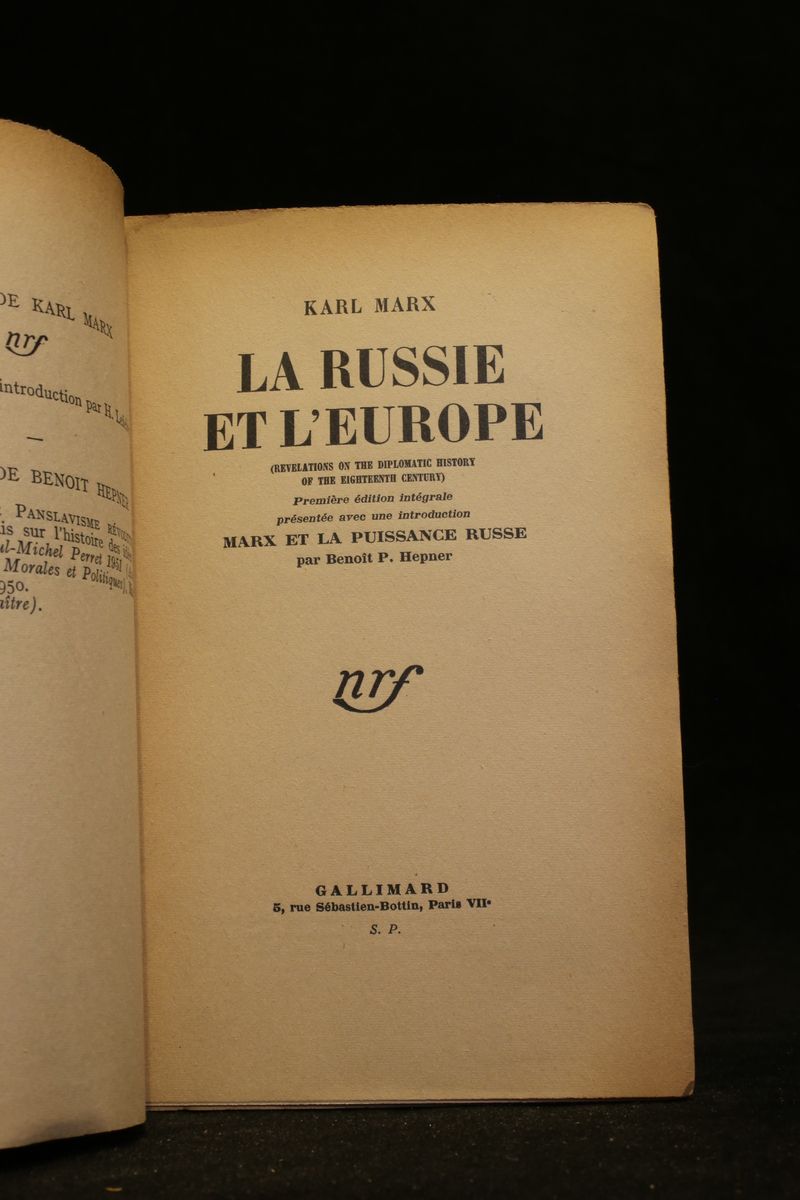 DE KARL MARX
nrf
introduction par H.
—
DE BENOIT HEPNER
PANSLAVISME
sur l'histoire des
Michel Perret 1951
Morales et Politiques),
950.
aître).
KARL MARX
LA RUSSIE
ET L'EUROPE
(REVELATIONS ON THE DIPLOMATIC HISTORY
OF THE EIGHTEENTH CENTURY)
Première édition intégrale
présentée avec une introduction
MARX ET LA PUISSANCE RUSSE
par Benoît P. Hepner
nrf
GALLIMARD
5, rue Sébastien-Bottin, Paris VIIe
S. P.